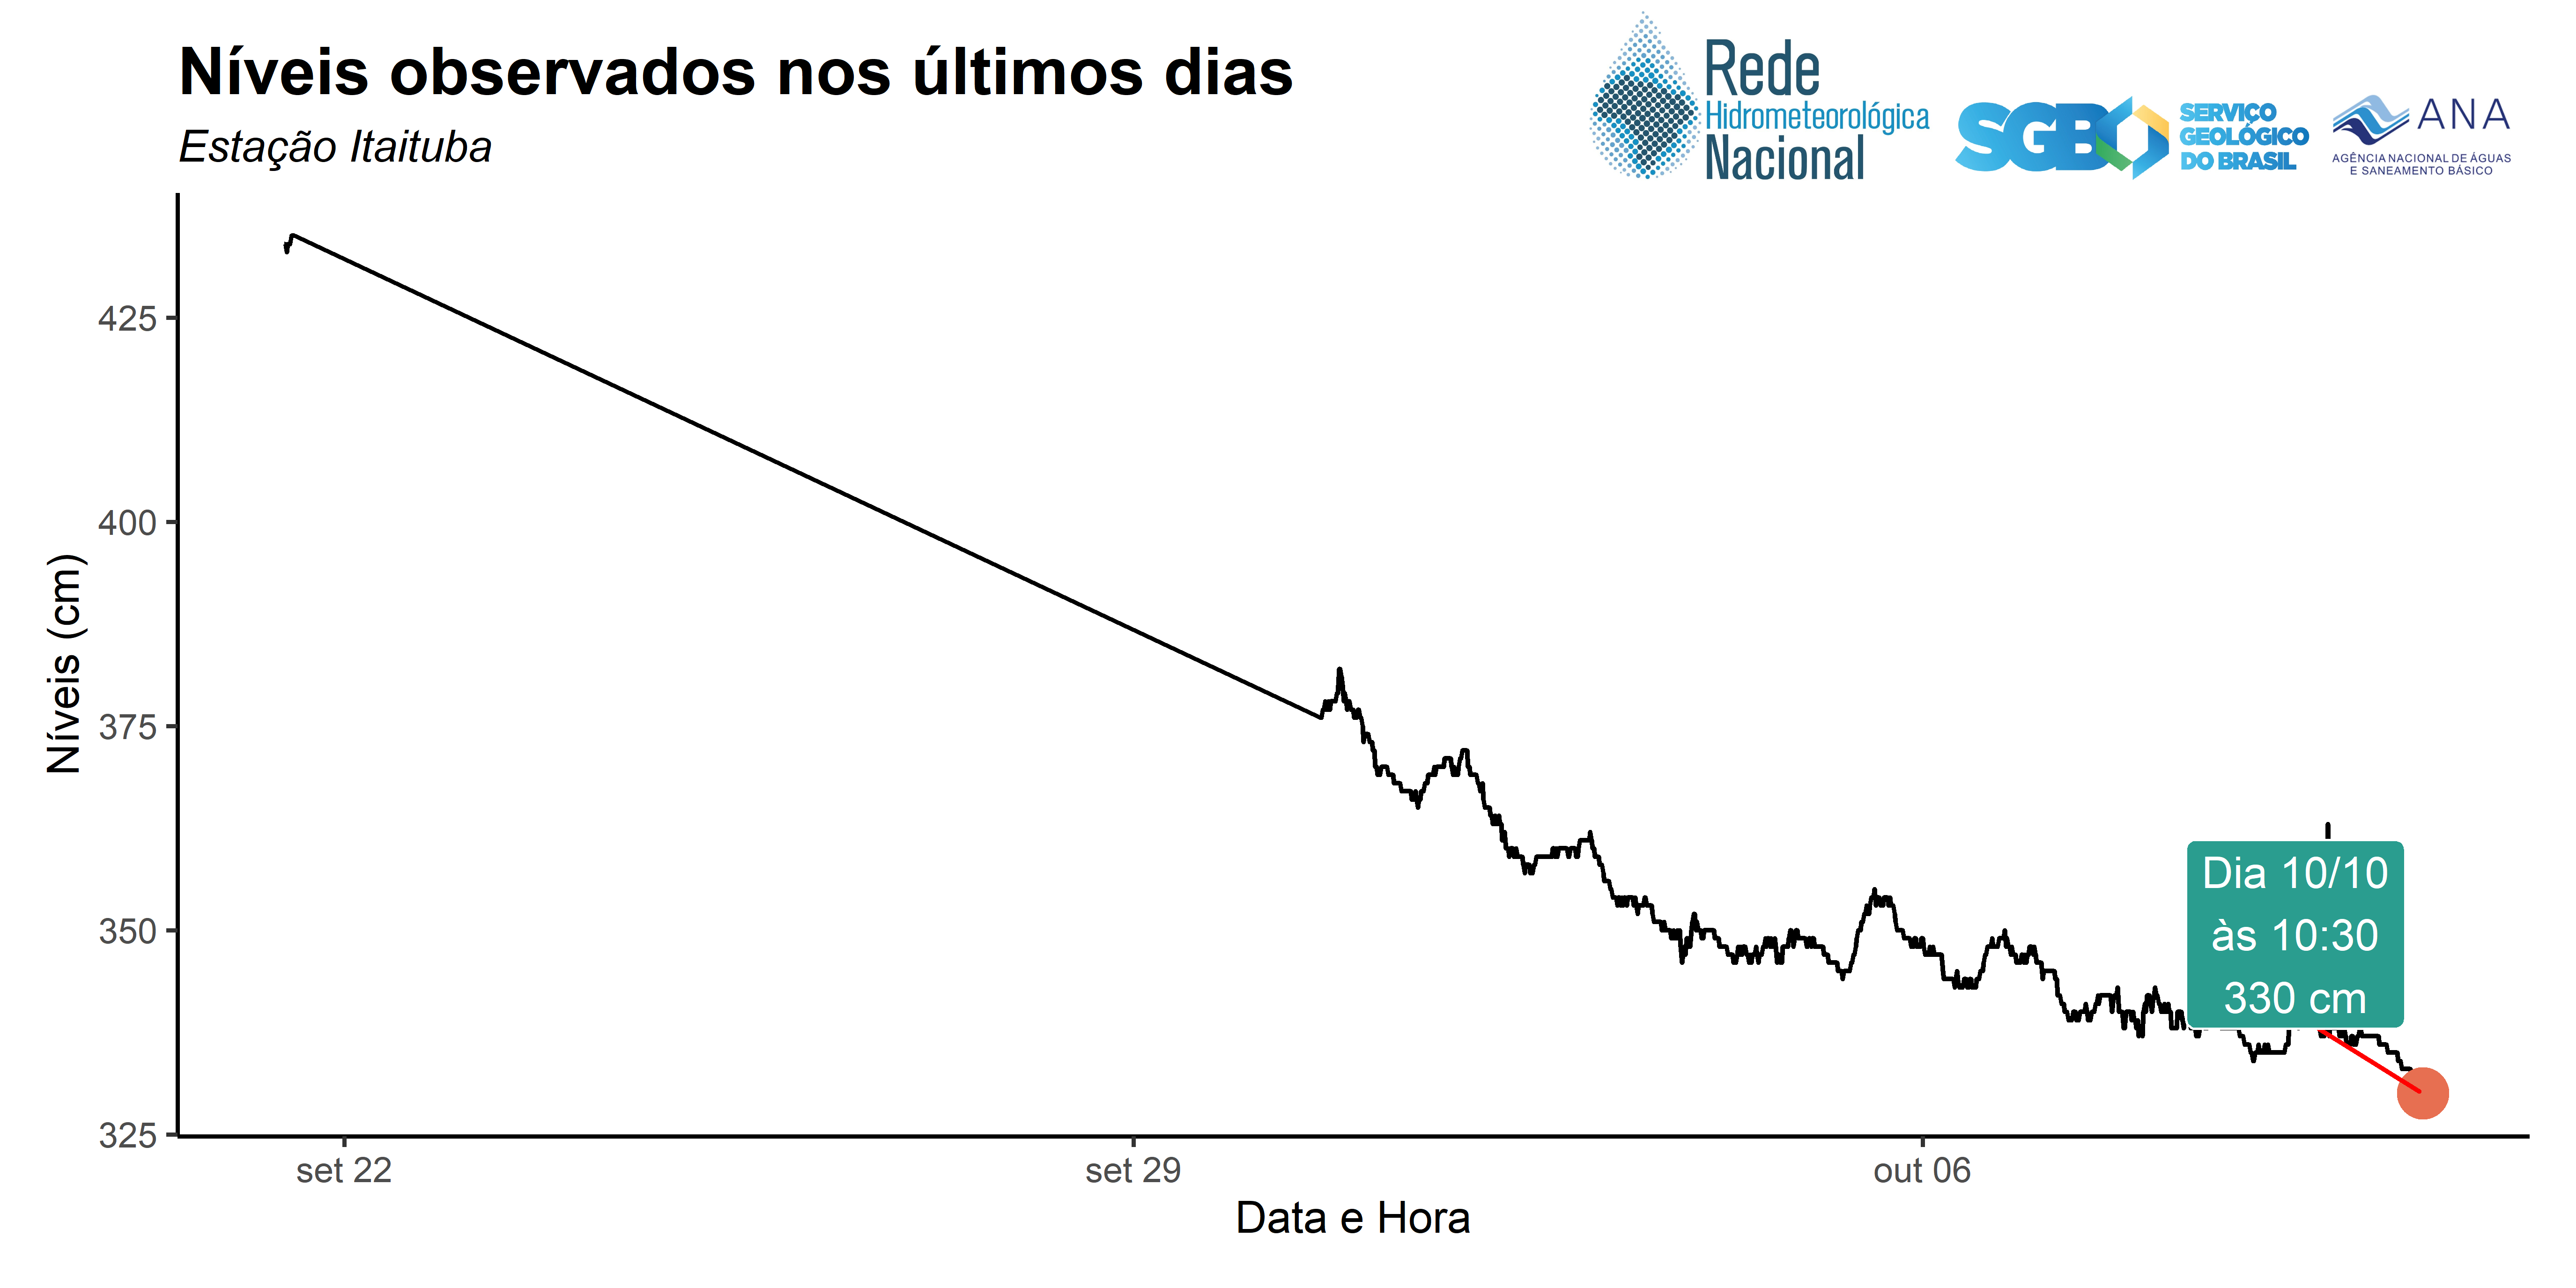 Níveis observados nos últimos dias
Estação Itaituba
Rede
Hidrometeorológica
Nacional
SGB
SERVIÇO
GEOLÓGICO
DO BRASIL
ANA
AGÊNCIA NACIONAL DE ÁGUAS
E SANEAMENTO BÁSICO
Níveis (cm)
425
400
375
350
325
Dia 10/10
às 10:30
330 cm
set 22
set 29
out 06
Data e Hora